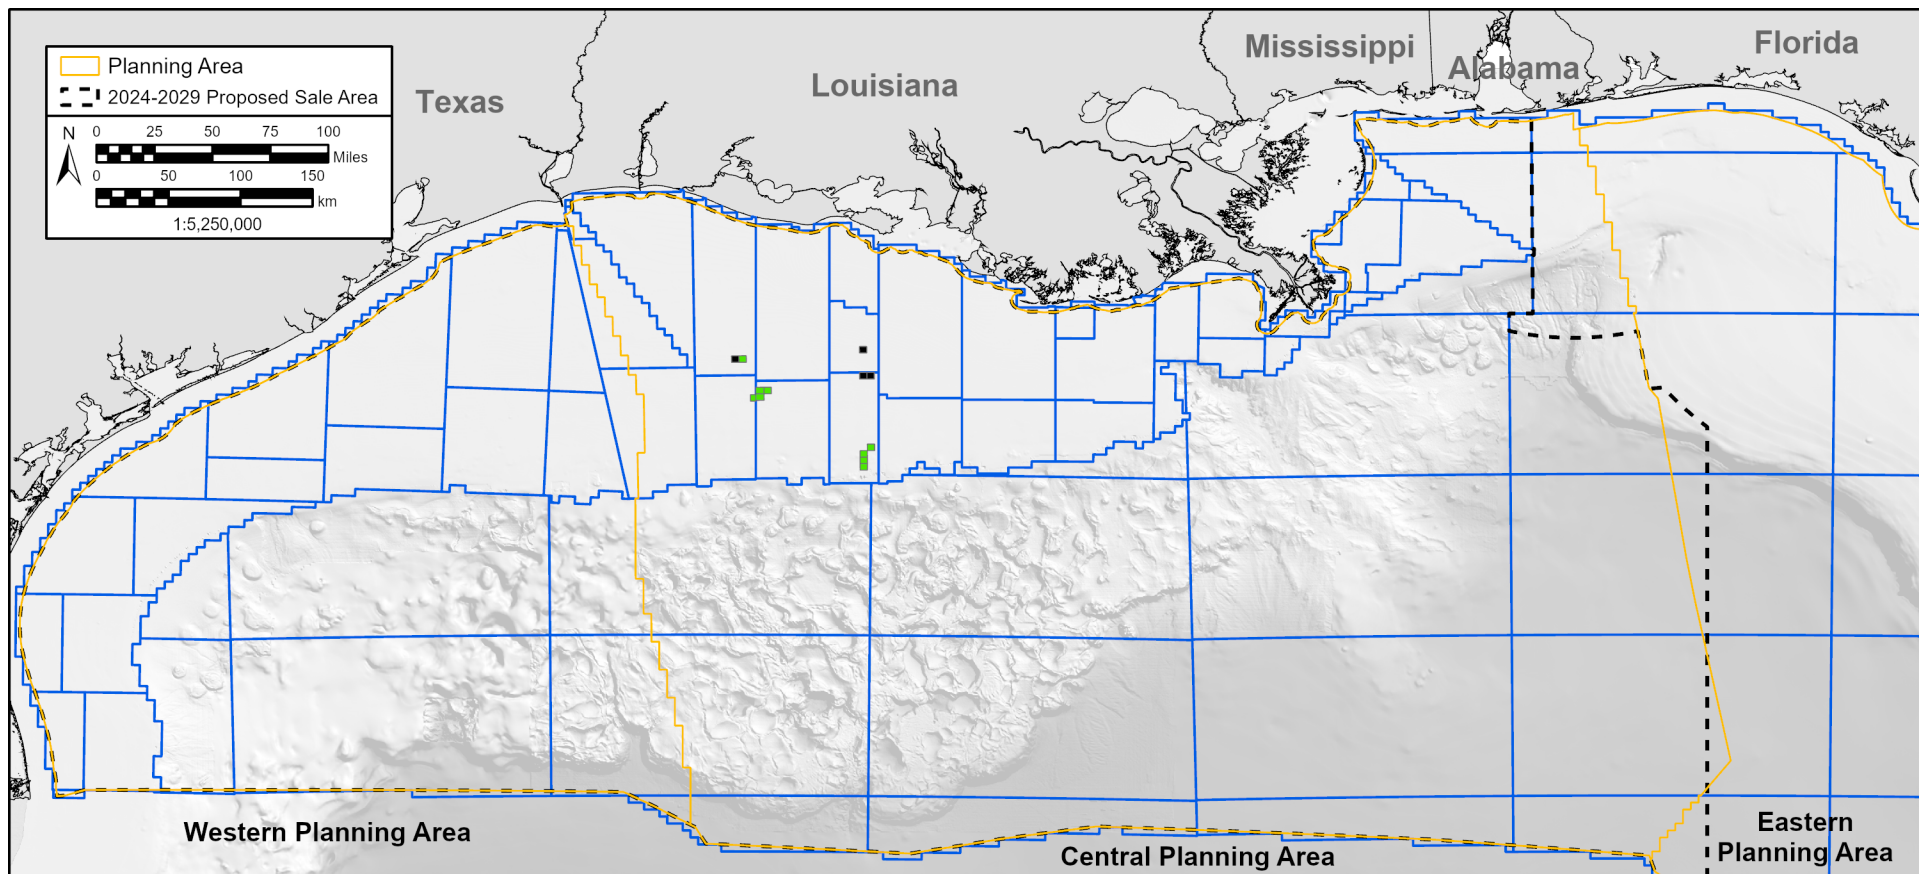 Planning Area
2024-2029 Proposed Sale Area
N
0 25 50 75 100
Miles
0 50 100 150
km
1:5,250,000
Texas
Louisiana
Mississippi
Alabama
Florida
Western Planning Area
Central Planning Area
Eastern
Planning Area